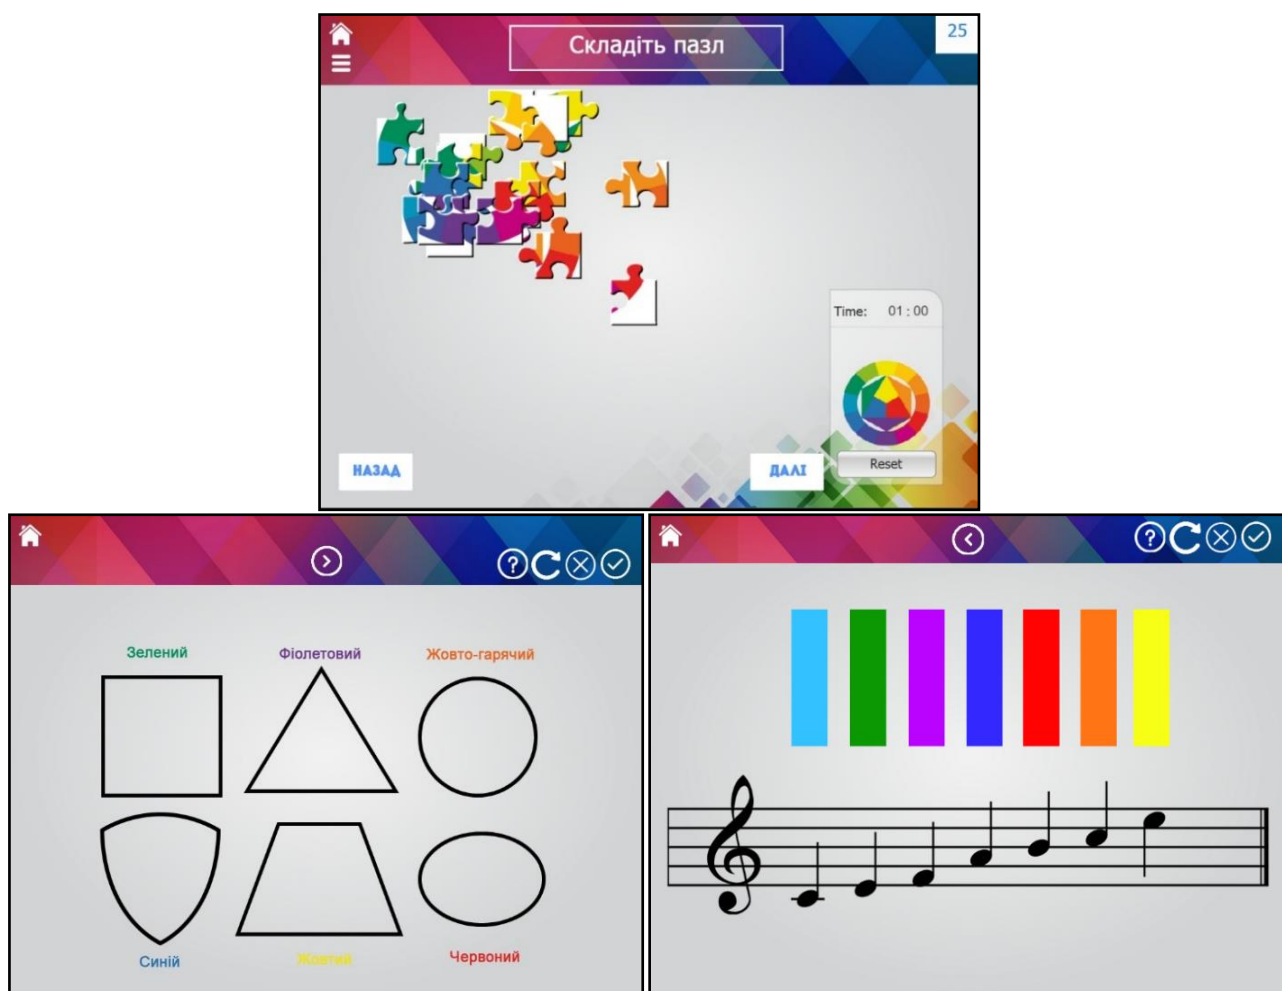 Складіть пазл
25
Time: 01 : 00
Reset
НАЗАД
ДАЛІ
Зелений
Фіолетовий
Жовто-гарячий
Синій
Жовтий
Червоний